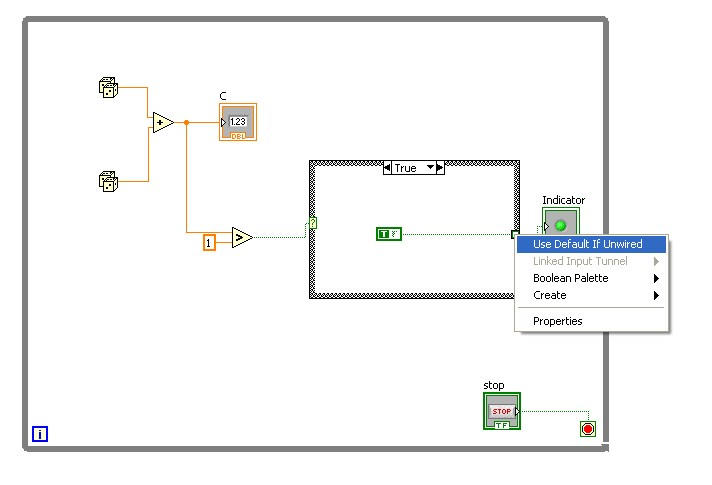 C
+
1.23
DBL
True
Indicator
?
T F
1
>
Use Default If Unwired
Linked Input Tunnel
Boolean Palette
Create
Properties
stop
STOP
TF
i